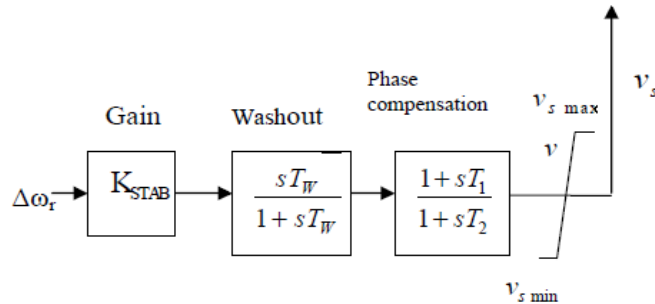 Gain
Washout
Phase
compensation
Δω_r
K_STAB
sT_W
1 + sT_W
1 + sT_1
1 + sT_2
v_s max
v
v_s min
v_s